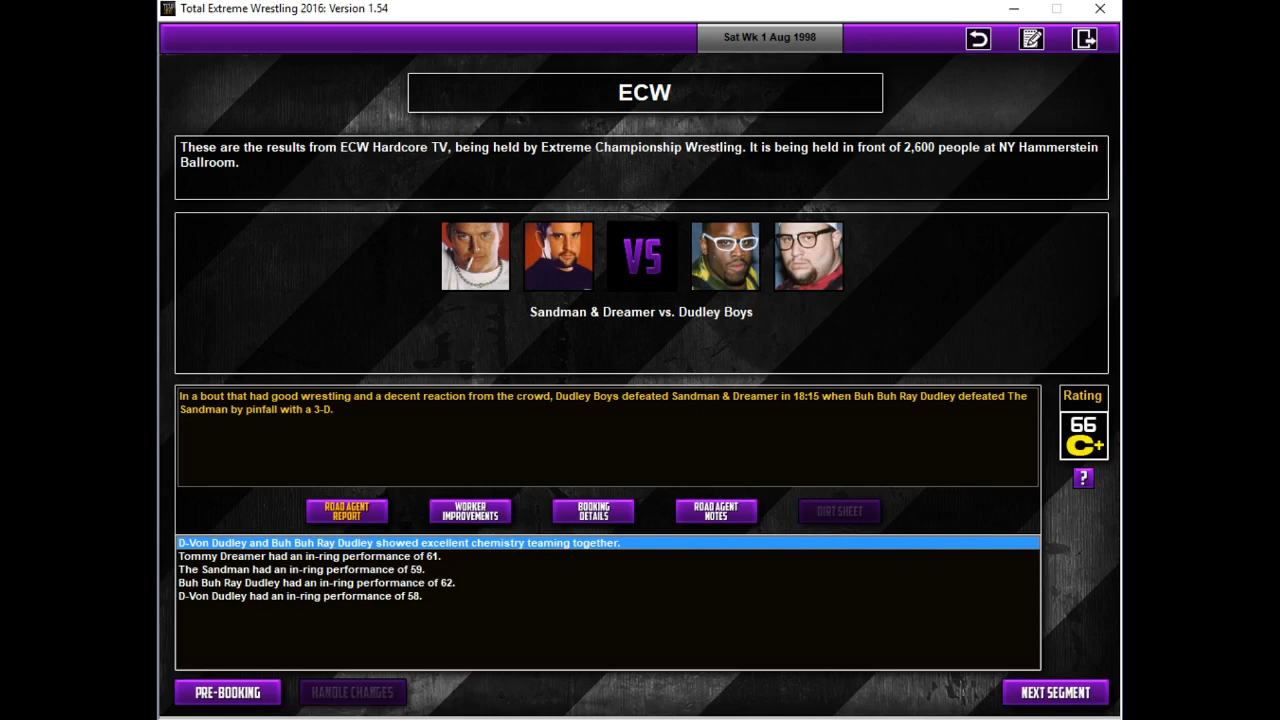 Total Extreme Wrestling 2016: Version 1.54
Sat Wk 1 Aug 1998
ECW
These are the results from ECW Hardcore TV, being held by Extreme Championship Wrestling. It is being held in front of 2,600 people at NY Hammerstein
Ballroom.
VS
Sandman & Dreamer vs. Dudley Boys
In a bout that had good wrestling and a decent reaction from the crowd, Dudley Boys defeated Sandman & Dreamer in 18:15 when Buh Buh Ray Dudley defeated The
Sandman by pinfall with a 3-D.
Rating
66
C+
?
ROAD AGENT
REPORT
WORKER
IMPROVEMENTS
BOOKING
DETAILS
ROAD AGENT
NOTES
DIRT SHEET
D-Von Dudley and Buh Buh Ray Dudley showed excellent chemistry teaming together.
Tommy Dreamer had an in-ring performance of 61.
The Sandman had an in-ring performance of 59.
Buh Buh Ray Dudley had an in-ring performance of 62.
D-Von Dudley had an in-ring performance of 58.
PRE-BOOKING
HANDLE CHANGES
NEXT SEGMENT